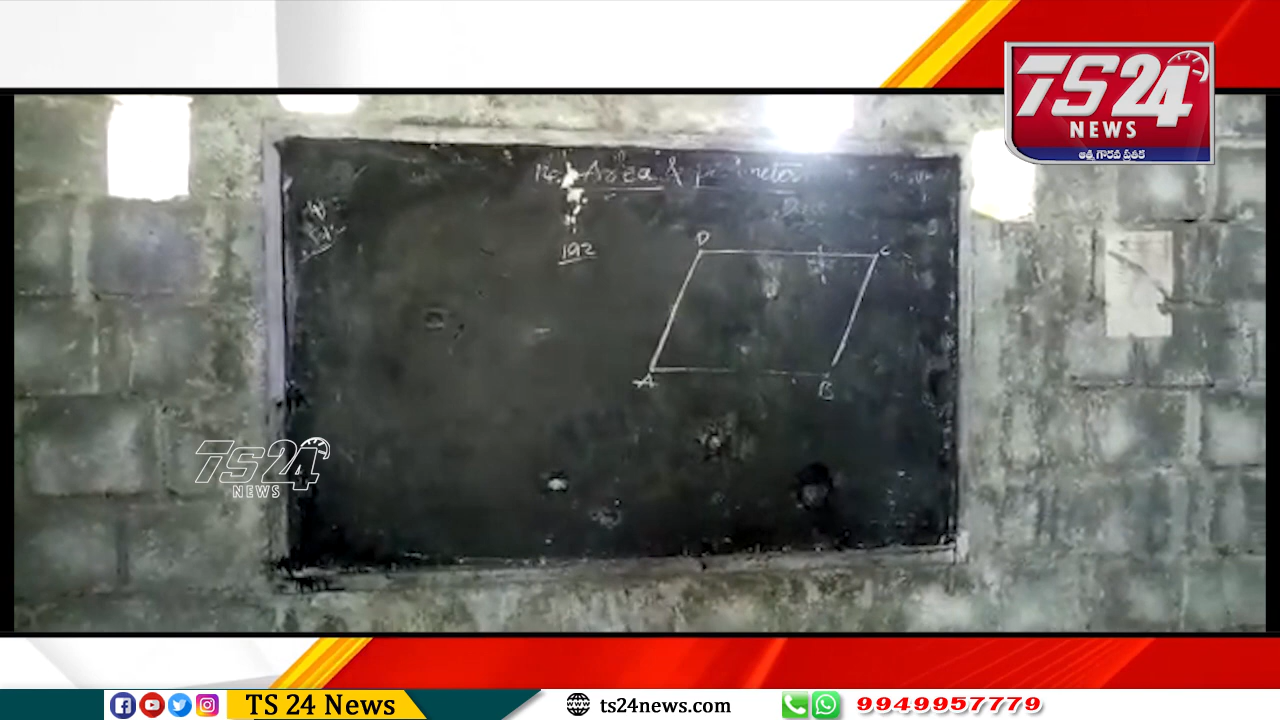 TS24
NEWS
ఆత్మ గౌరవ ప్రతీక
Area & perimeter
192
D
C
A
B
TS24
NEWS
TS 24 News
ts24news.com
9949957779